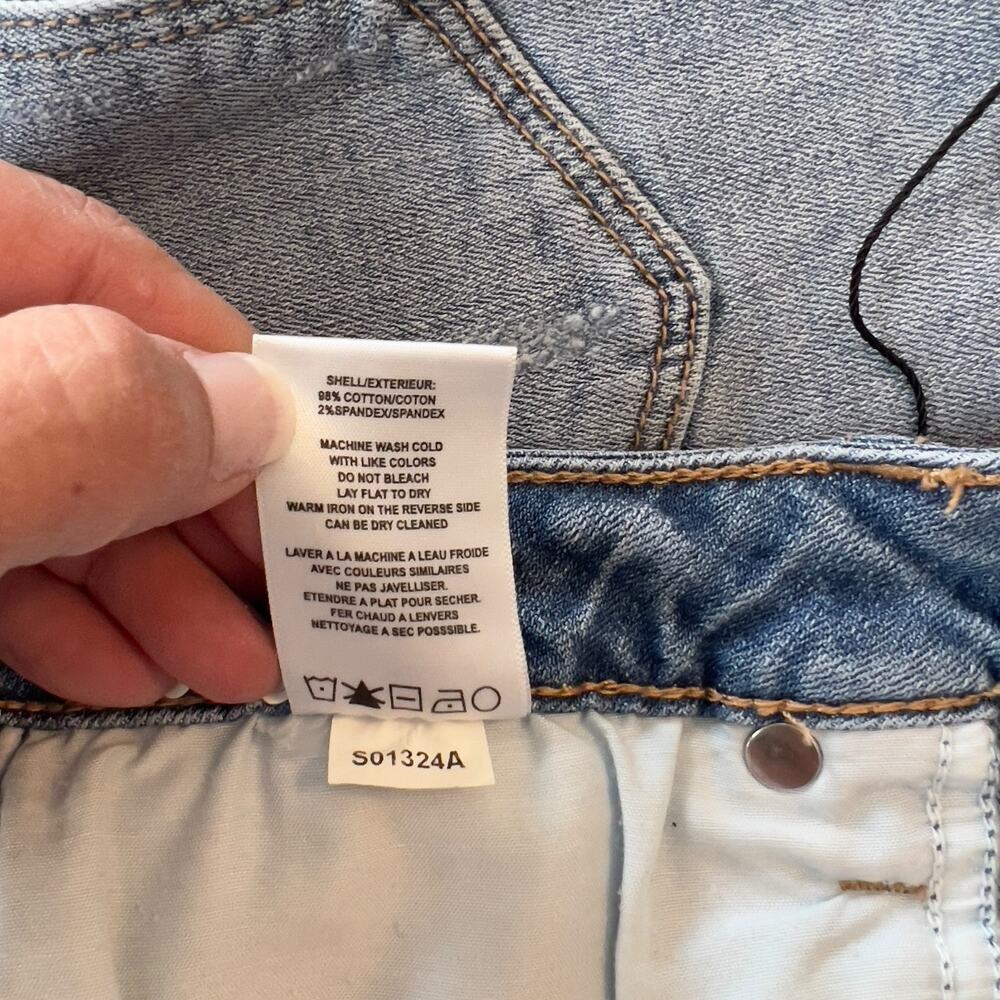 SHELL/EXTERIEUR:
98% COTTON/COTON
2%SPANDEX/SPANDEX
MACHINE WASH COLD
WITH LIKE COLORS
DO NOT BLEACH
LAY FLAT TO DRY
WARM IRON ON THE REVERSE SIDE
CAN BE DRY CLEANED
LAVER A LA MACHINE A LEAU FROIDE
AVEC COULEURS SIMILAIRES
NE PAS JAVELLISER.
ETENDRE A PLAT POUR SECHER.
FER CHAUD A LENVERS
NETTOYAGE A SEC POSSSIBLE.
S01324A